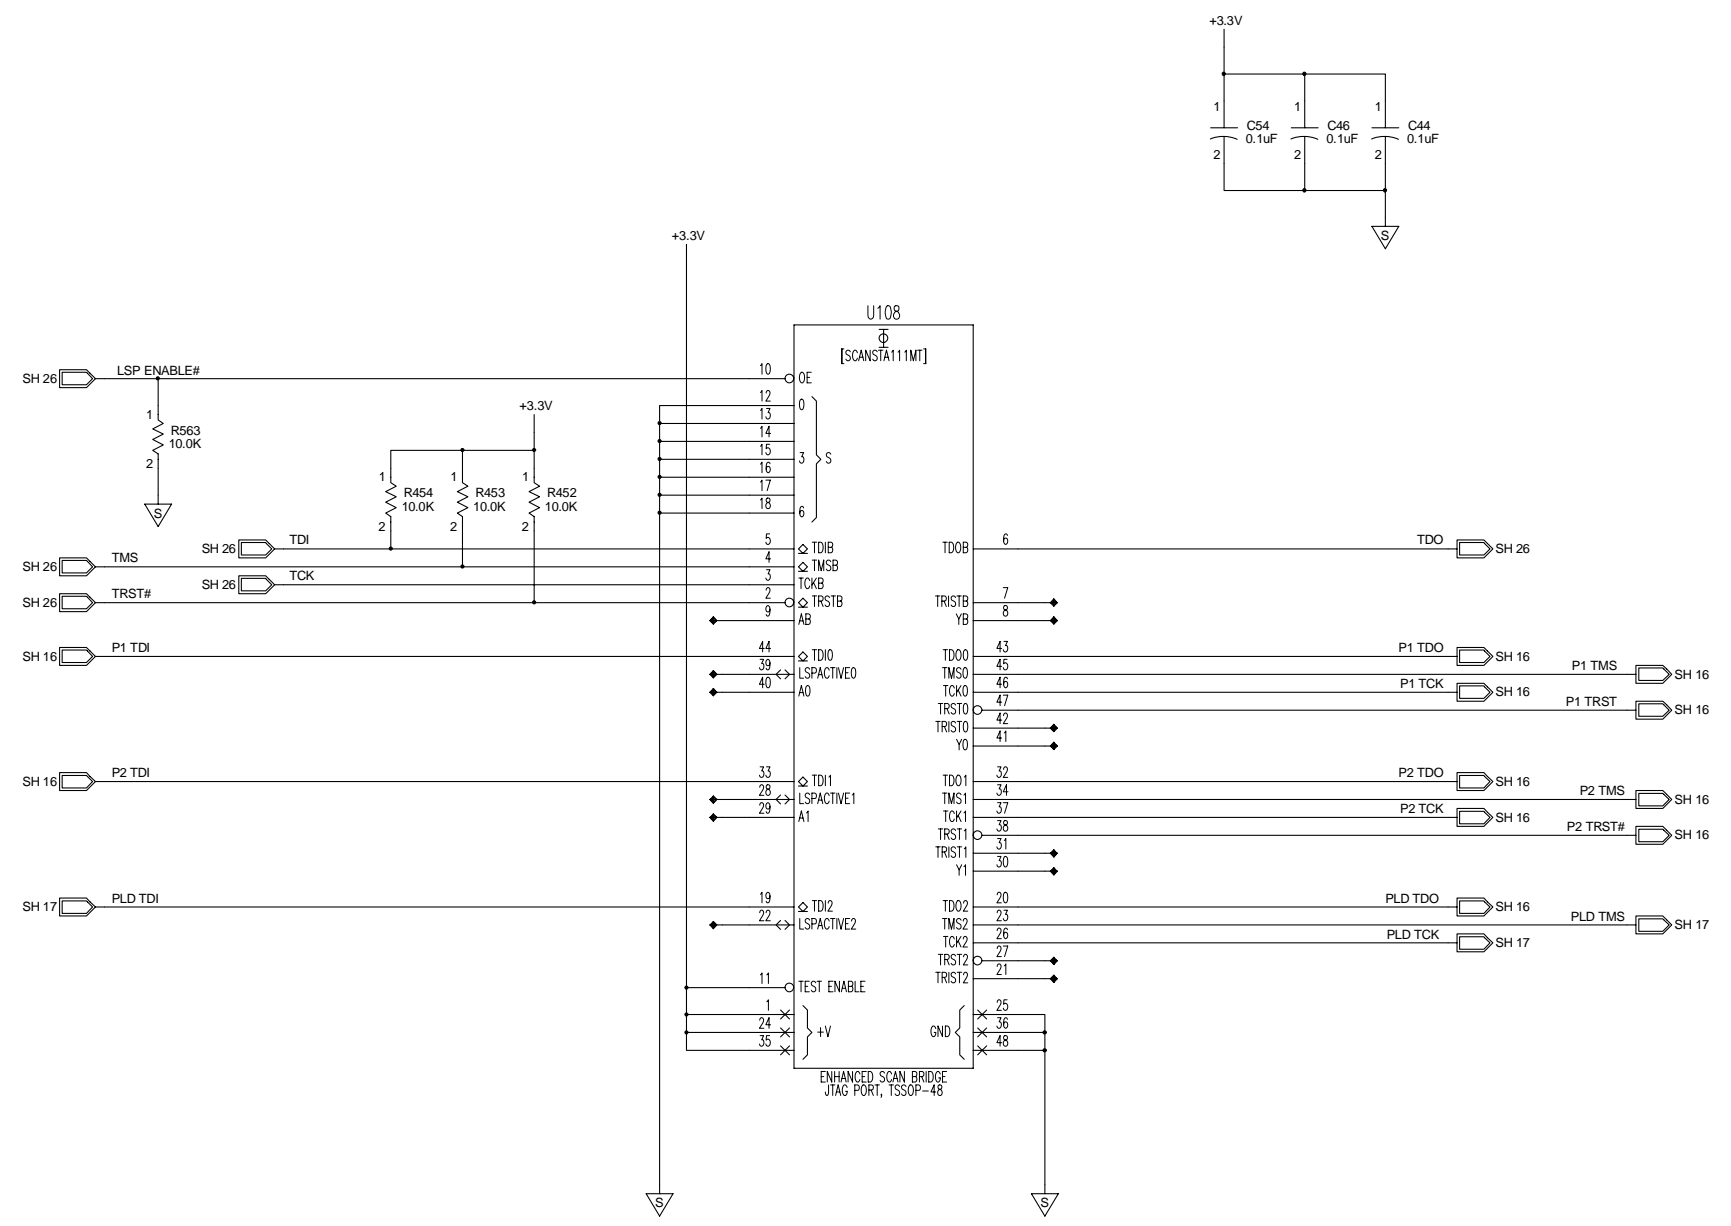 +3.3V
1 1 1
C54 C46 C44
0.1uF 0.1uF 0.1uF
2 2 2
S
+3.3V
U108
[SCANSTA111MT]
SH 26 LSP ENABLE# 10 OE
+3.3V
12 0
13
14
15 3 S
16
17
18 6
1
R563
10.0K
2
S
1 1 1
R454 R453 R452
10.0K 10.0K 10.0K
2 2 2
SH 26 TDI 5 TDIB TDOB 6 TDO SH 26
SH 26 TMS 4 TMSB
SH 26 TCK 3 TCKB
SH 26 TRST# 2 TRSTB TRISTB 7
9 AB YB 8
SH 16 P1 TDI 44 TDI0 TDO0 43 P1 TDO SH 16
39 LSPACTIVE0 TMS0 45 P1 TMS SH 16
40 A0 TCK0 46 P1 TCK SH 16
TRST0 47 P1 TRST SH 16
TRIST0 42
Y0 41
SH 16 P2 TDI 33 TDI1 TDO1 32 P2 TDO SH 16
28 LSPACTIVE1 TMS1 34 P2 TMS SH 16
29 A1 TCK1 37 P2 TCK SH 16
TRST1 38 P2 TRST# SH 16
TRIST1 31
Y1 30
SH 17 PLD TDI 19 TDI2 TDO2 20 PLD TDO SH 16
22 LSPACTIVE2 TMS2 23 PLD TMS SH 17
TCK2 26 PLD TCK SH 17
TRST2 27
TRIST2 21
11 TEST ENABLE
1 25
24 +V GND 36
35 48
ENHANCED SCAN BRIDGE
JTAG PORT, TSSOP-48
S S